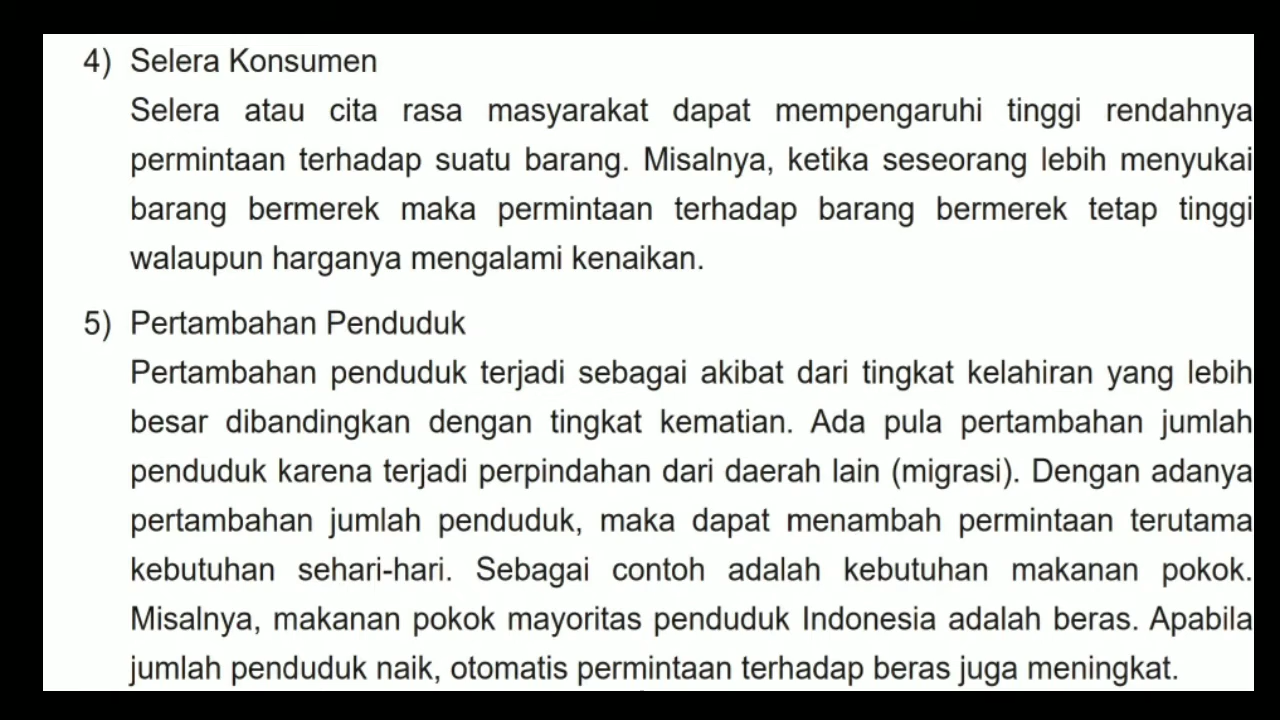 4) Selera Konsumen
Selera atau cita rasa masyarakat dapat mempengaruhi tinggi rendahnya
permintaan terhadap suatu barang. Misalnya, ketika seseorang lebih menyukai
barang bermerek maka permintaan terhadap barang bermerek tetap tinggi
walaupun harganya mengalami kenaikan.
5) Pertambahan Penduduk
Pertambahan penduduk terjadi sebagai akibat dari tingkat kelahiran yang lebih
besar dibandingkan dengan tingkat kematian. Ada pula pertambahan jumlah
penduduk karena terjadi perpindahan dari daerah lain (migrasi). Dengan adanya
pertambahan jumlah penduduk, maka dapat menambah permintaan terutama
kebutuhan sehari-hari. Sebagai contoh adalah kebutuhan makanan pokok.
Misalnya, makanan pokok mayoritas penduduk Indonesia adalah beras. Apabila
jumlah penduduk naik, otomatis permintaan terhadap beras juga meningkat.